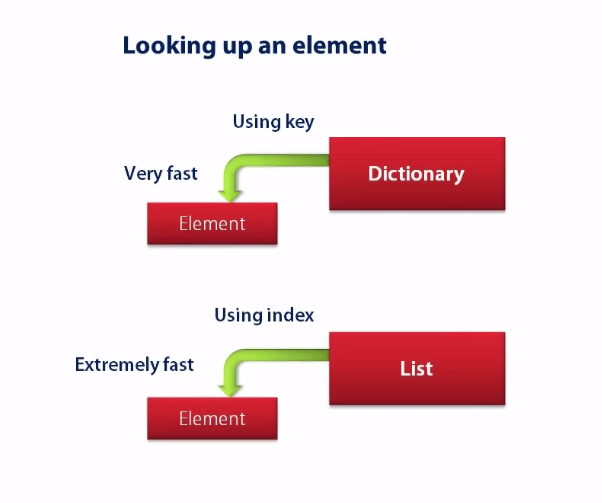 Looking up an element
Using key
Very fast
Dictionary
Element
Using index
Extremely fast
List
Element